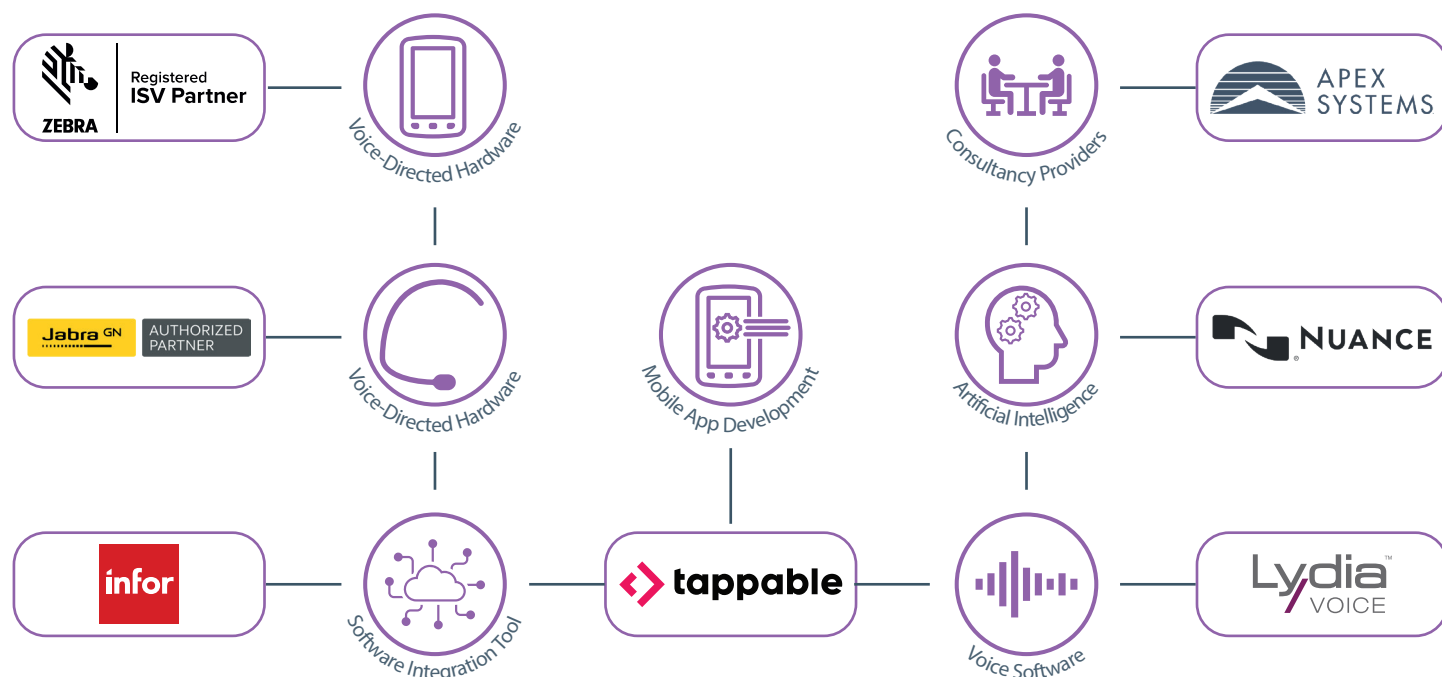 ZEBRA
Registered
ISV Partner
Voice-Directed Hardware
Consultancy Providers
APEX
SYSTEMS
Jabra GN
AUTHORIZED
PARTNER
Voice-Directed Hardware
Mobile App Development
Artificial Intelligence
NUANCE
infor
Software Integration Tool
tappable
Voice Software
Lydia™
VOICE